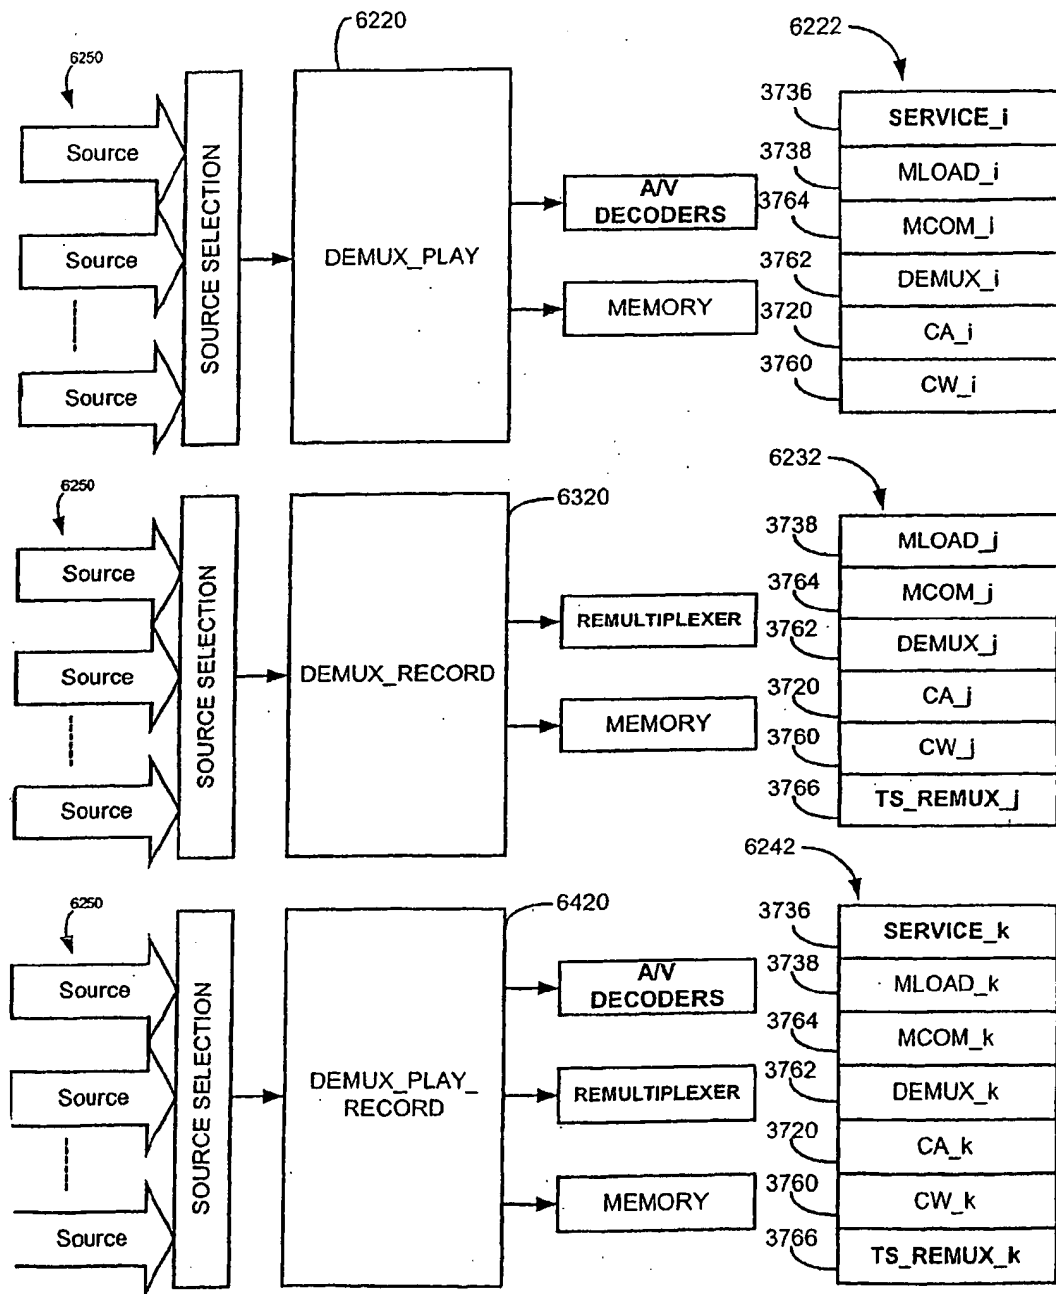 6220
6222
6250
Source
Source
Source
SOURCE SELECTION
DEMUX_PLAY
A/V
DECODERS
MEMORY
3736
SERVICE_i
3738
MLOAD_i
3764
MCOM_i
3762
DEMUX_i
3720
CA_i
3760
CW_i
6250
Source
Source
Source
SOURCE SELECTION
6320
DEMUX_RECORD
REMULTIPLEXER
MEMORY
6232
3738
MLOAD_j
3764
MCOM_j
3762
DEMUX_j
3720
CA_j
3760
CW_j
3766
TS_REMUX_j
6250
Source
Source
Source
SOURCE SELECTION
6420
DEMUX_PLAY_
RECORD
A/V
DECODERS
REMULTIPLEXER
MEMORY
6242
3736
SERVICE_k
3738
MLOAD_k
3764
MCOM_k
3762
DEMUX_k
3720
CA_k
3760
CW_k
3766
TS_REMUX_k